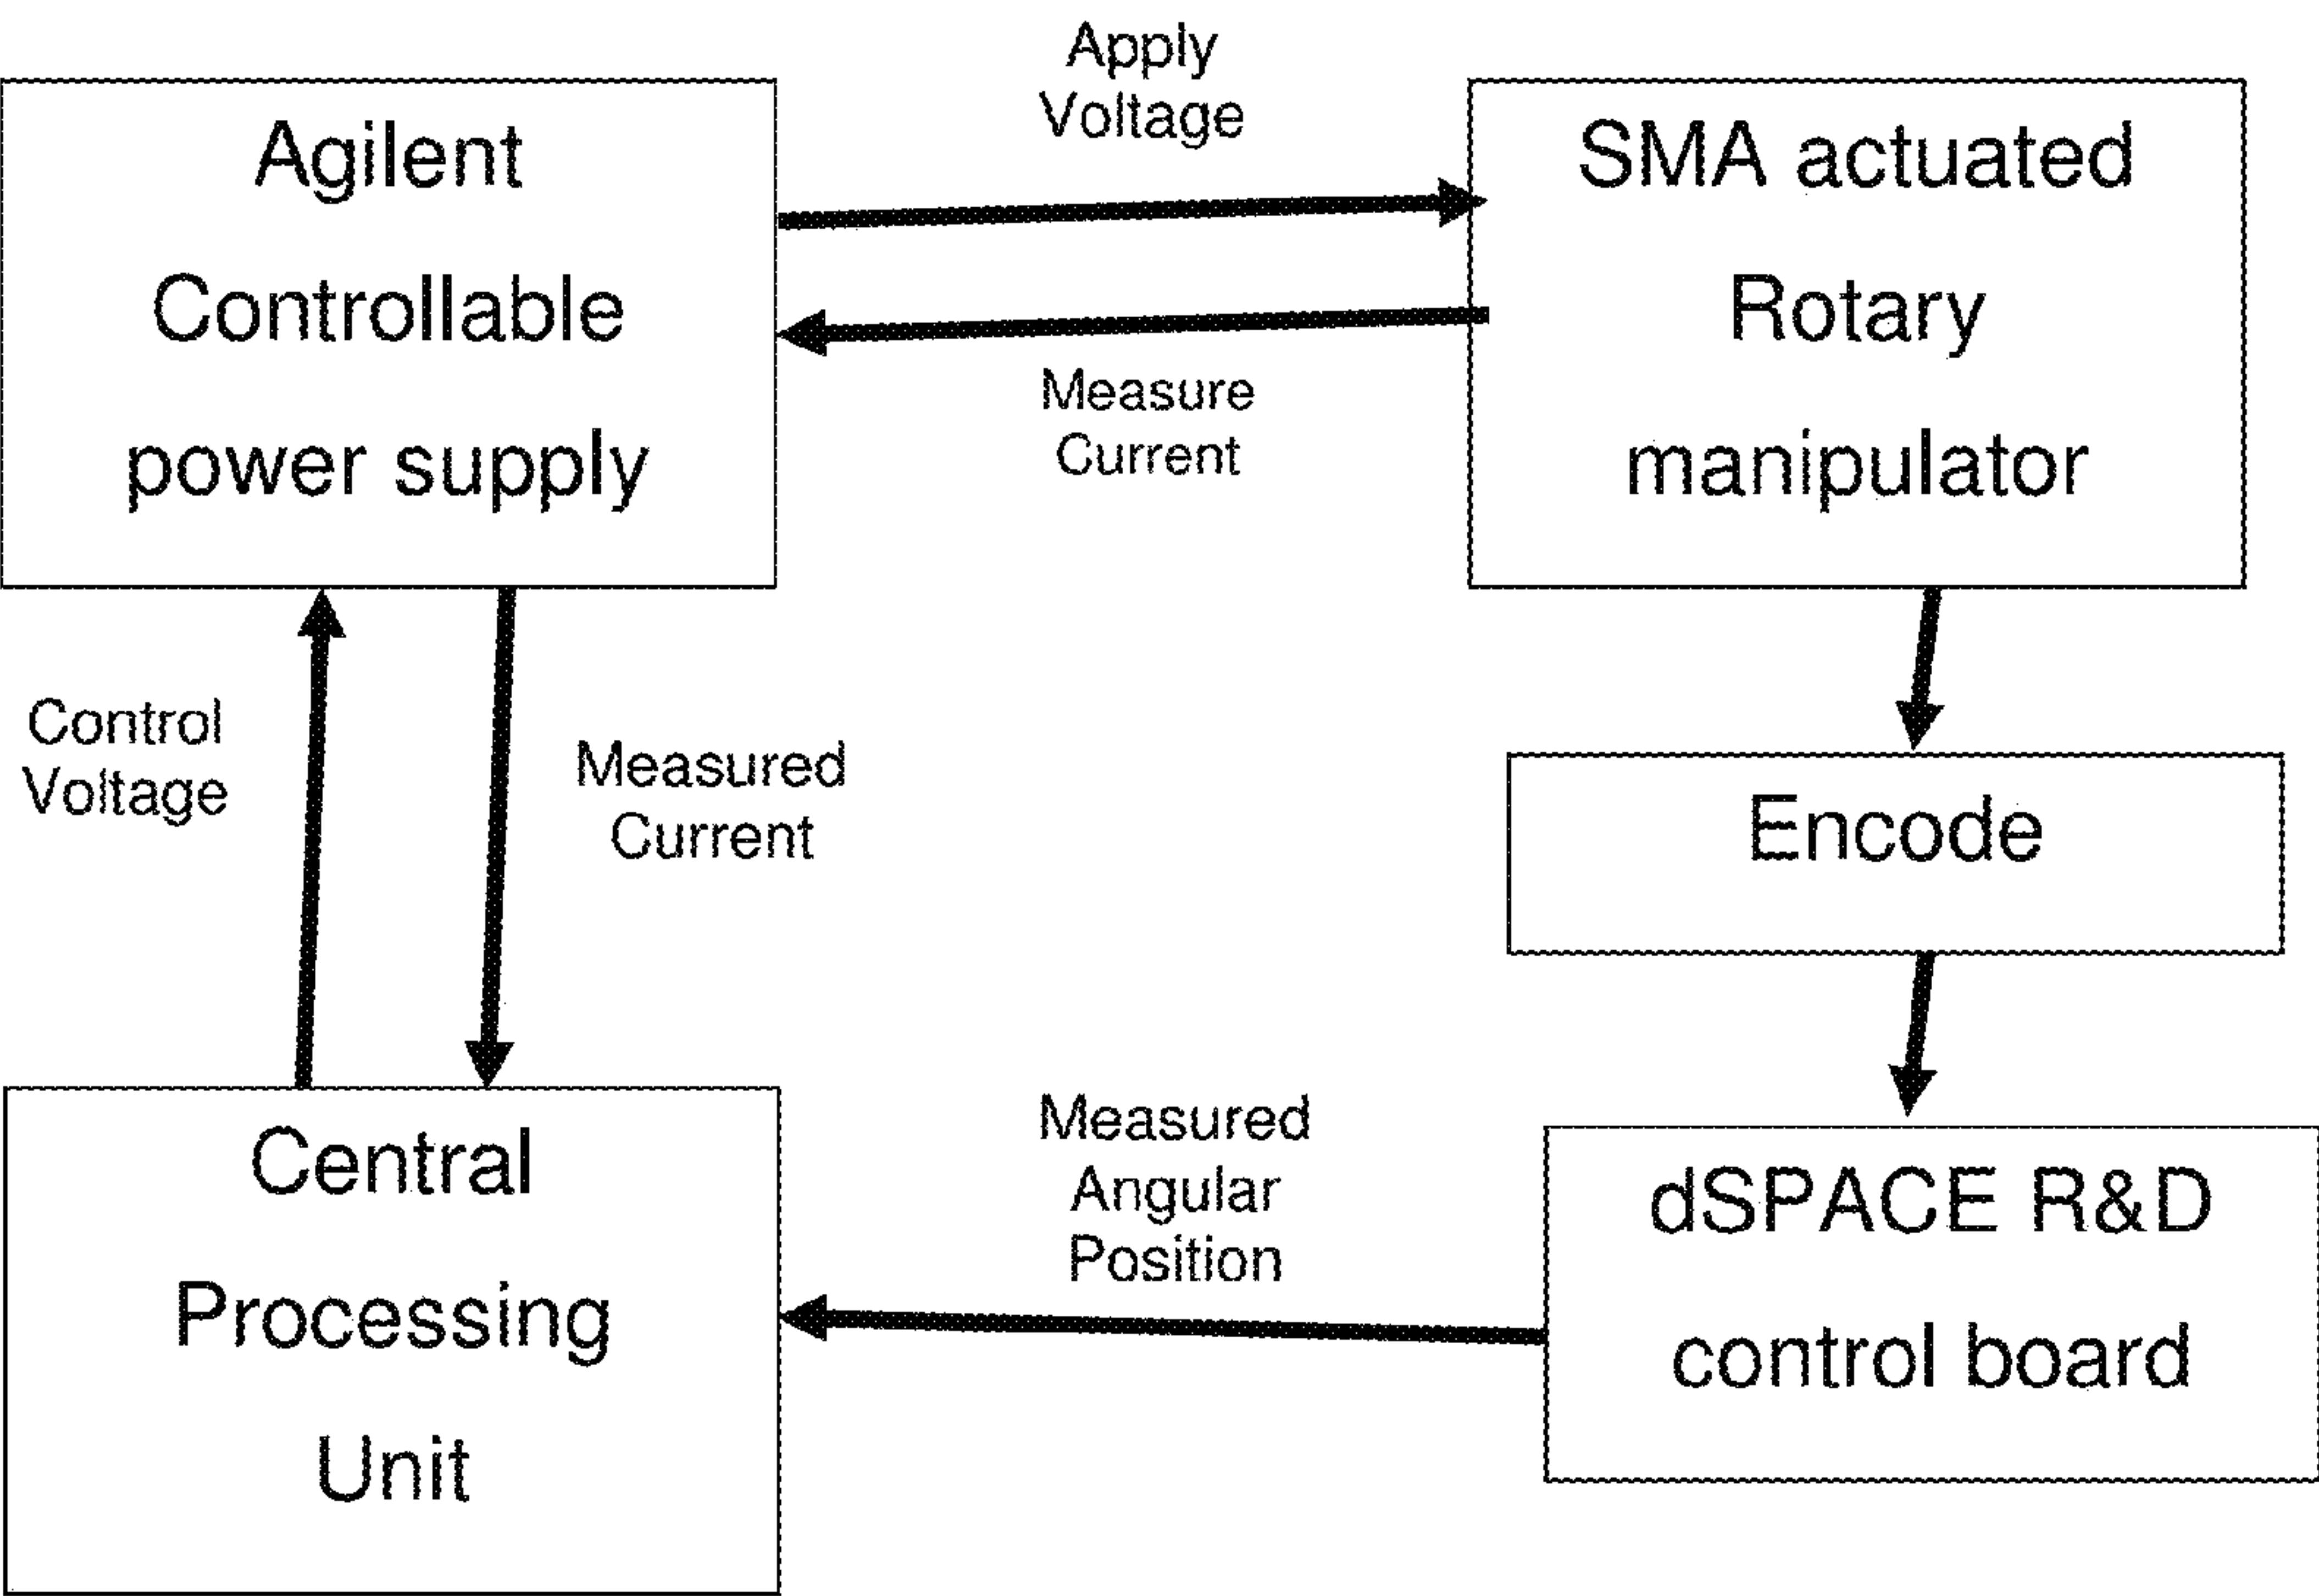 Agilent
Controllable
power supply
Apply
Voltage
Measure
Current
SMA actuated
Rotary
manipulator
Control
Voltage
Measured
Current
Encode
Central
Processing
Unit
Measured
Angular
Position
dSPACE R&D
control board